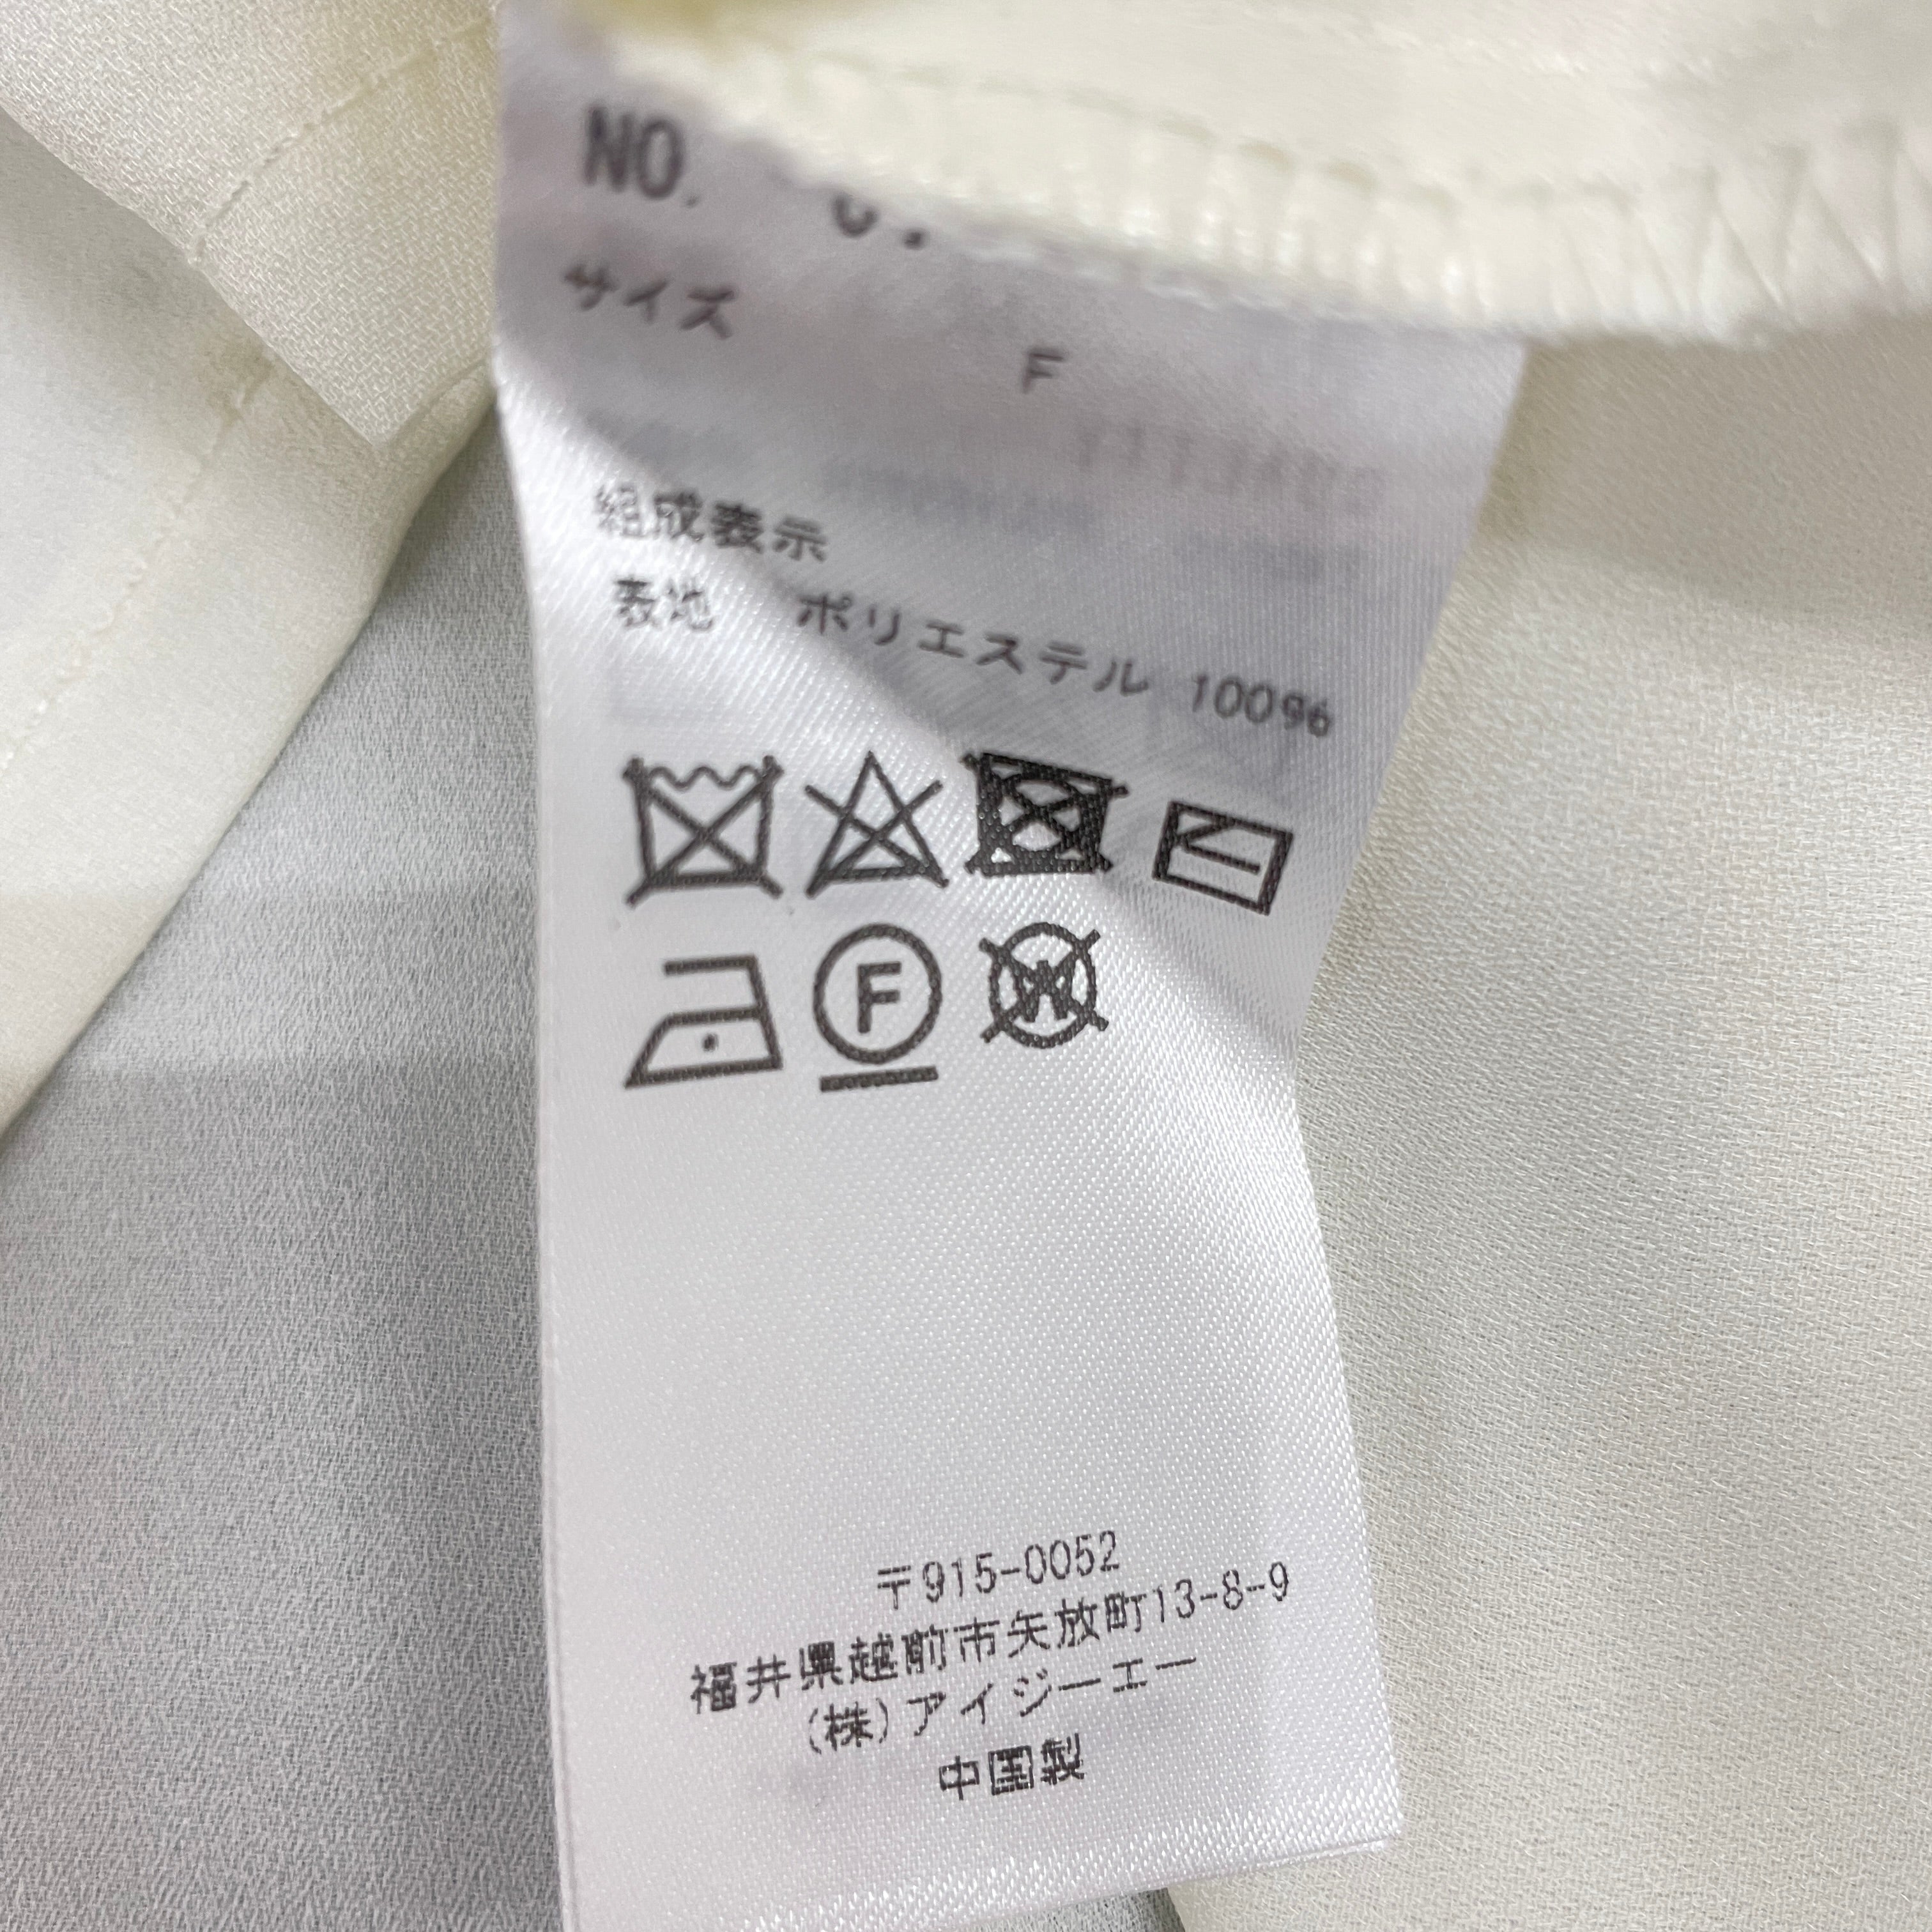 NO.
サイズ F
組成表示
表地 ポリエステル 100%
F
W
〒915-0052
福井県越前市矢放町13-8-9
(株)アイジーエー
中国製